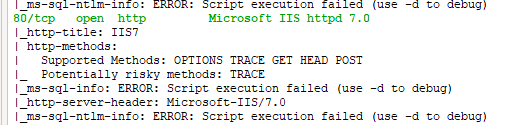 |_ms-sql-ntlm-info: ERROR: Script execution failed (use -d to debug)
80/tcp   open  http          Microsoft IIS httpd 7.0
|_http-title: IIS7
| http-methods:
|   Supported Methods: OPTIONS TRACE GET HEAD POST
|_  Potentially risky methods: TRACE
|_ms-sql-info: ERROR: Script execution failed (use -d to debug)
|_http-server-header: Microsoft-IIS/7.0
|_ms-sql-ntlm-info: ERROR: Script execution failed (use -d to debug)